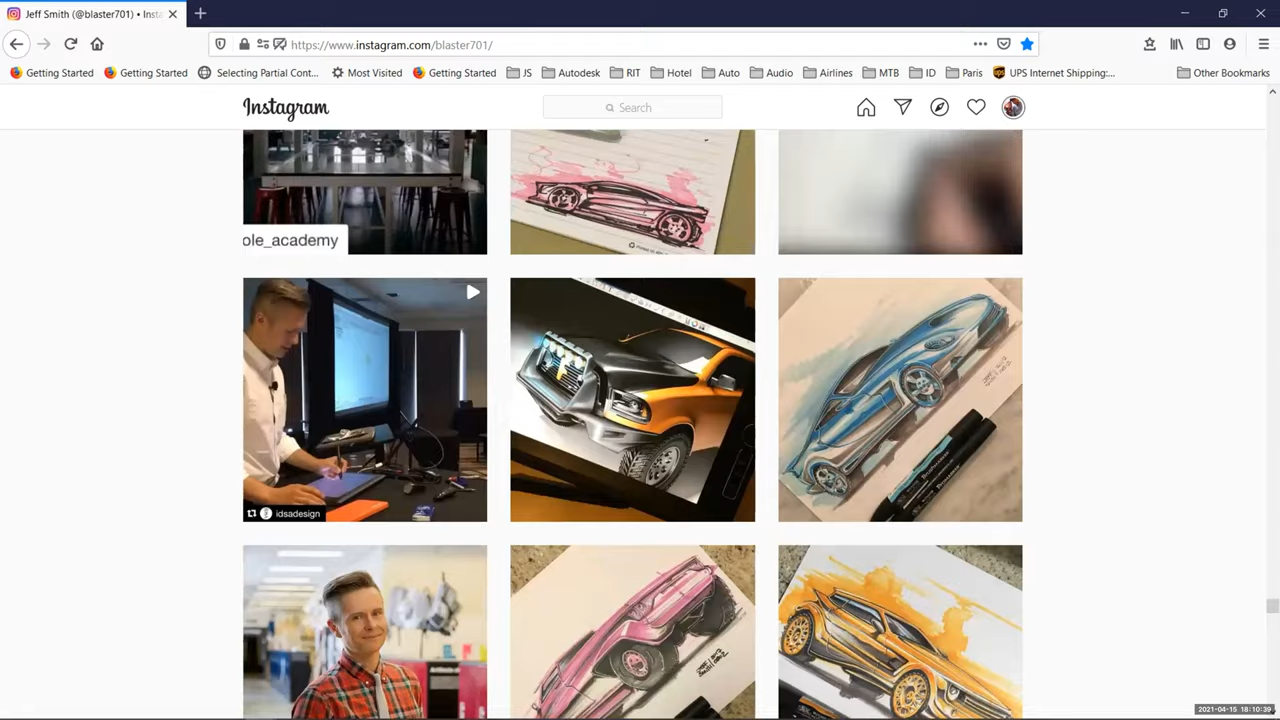 Jeff Smith (@blaster701) • Insta
https://www.instagram.com/blaster701/
Getting Started
Getting Started
Selecting Partial Cont...
Most Visited
Getting Started
JS
Autodesk
RIT
Hotel
Auto
Audio
Airlines
MTB
ID
Paris
UPS Internet Shipping:...
Other Bookmarks
Instagram
Search
ole_academy
idsadesign
2021-04-15 18:10:39